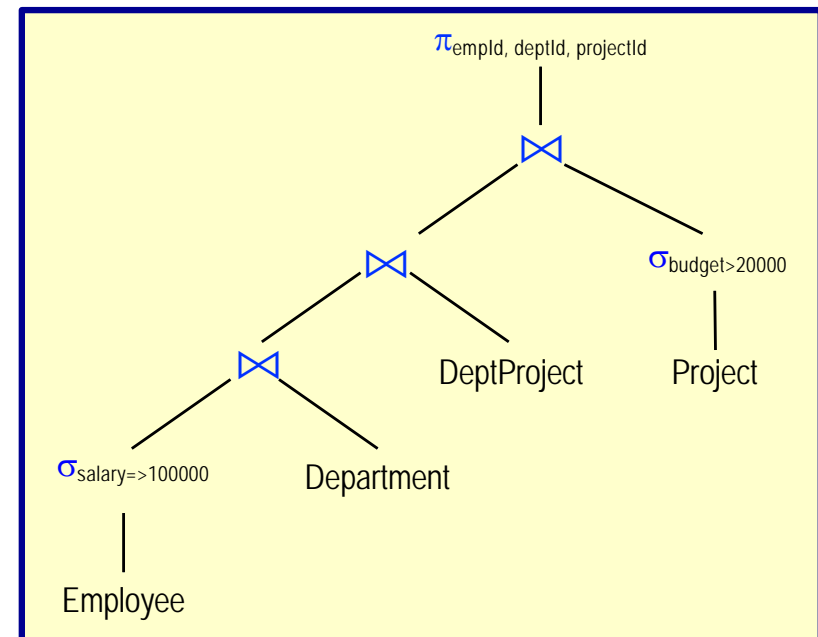 πempId, deptId, projectId
⋈
⋈
σbudget>20000
⋈
DeptProject
Project
σsalary=>100000
Department
Employee